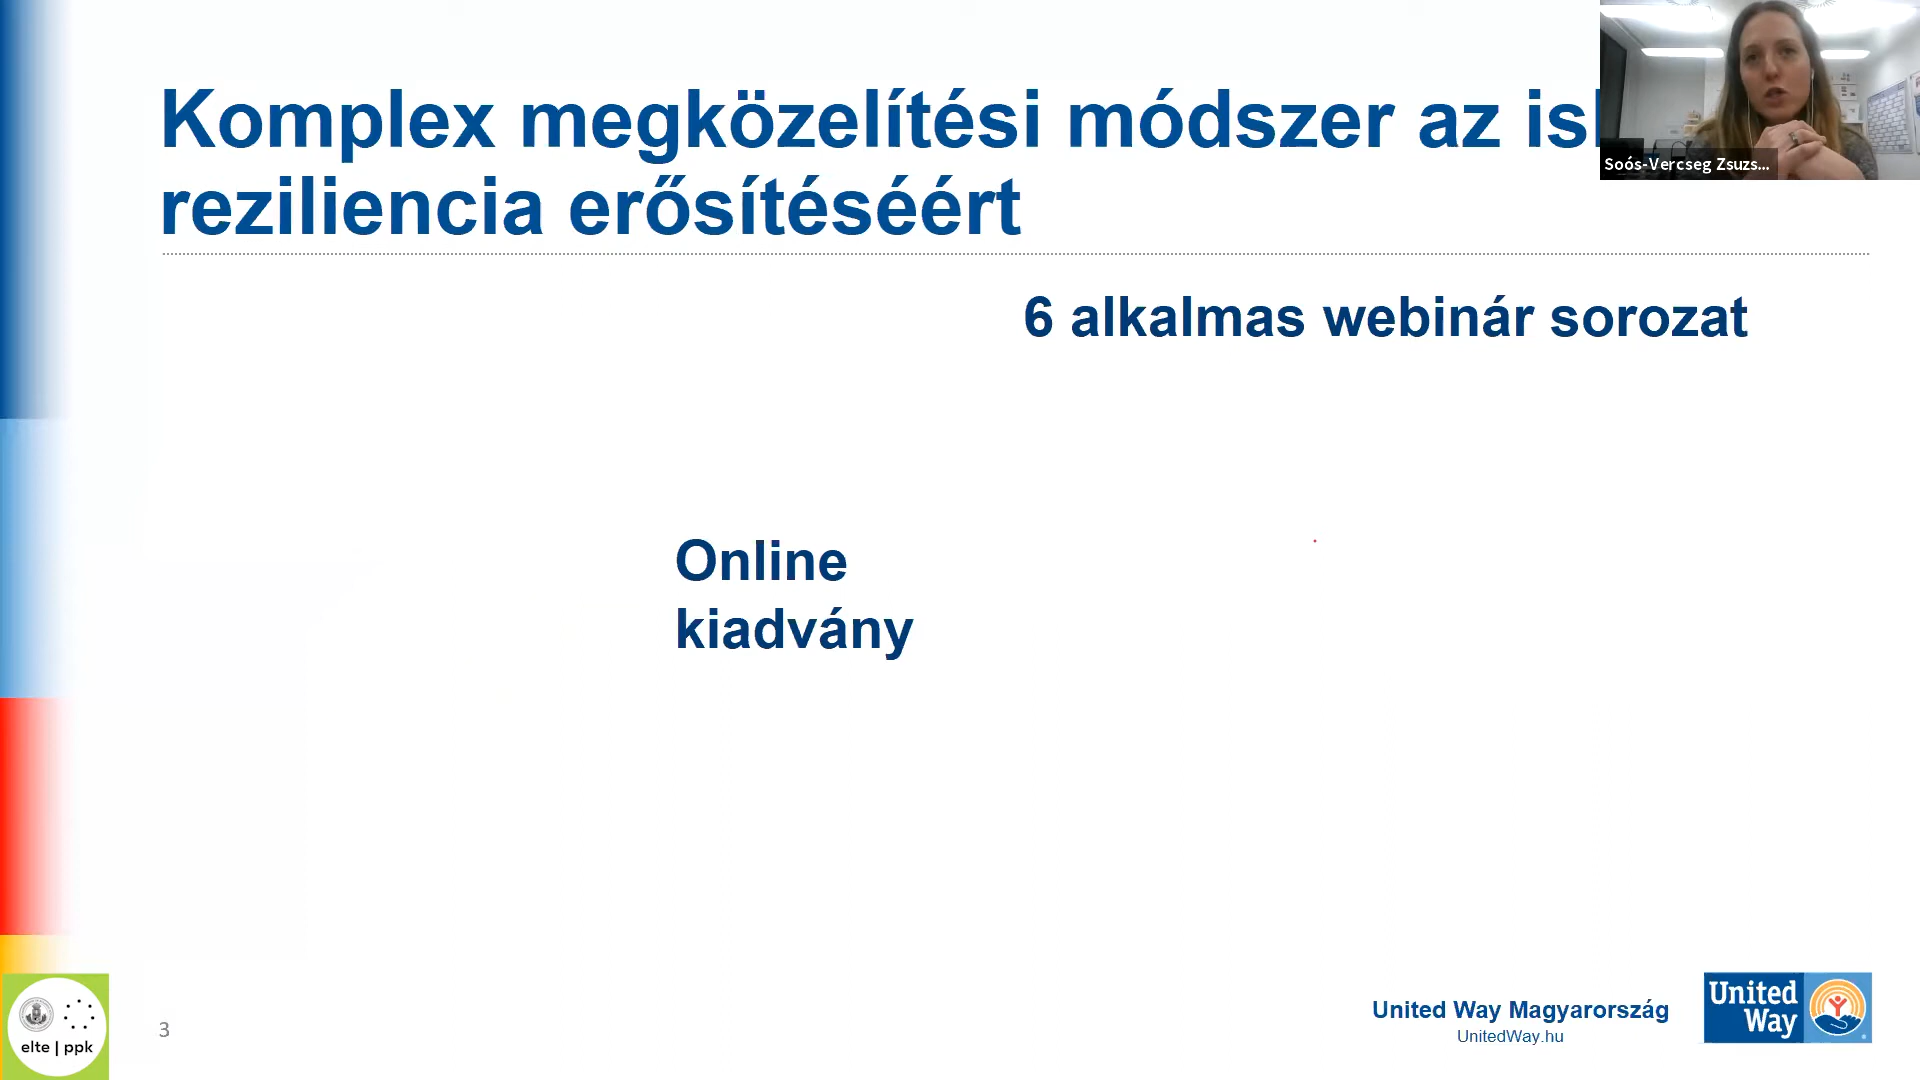 Komplex megközelítési módszer az
reziliencia erősítéséért
Soós-Vercseg Zsuzs...
6 alkalmas webinár sorozat
Online
kiadvány
elte | ppk
3
United Way Magyarország
UnitedWay.hu
United
Way